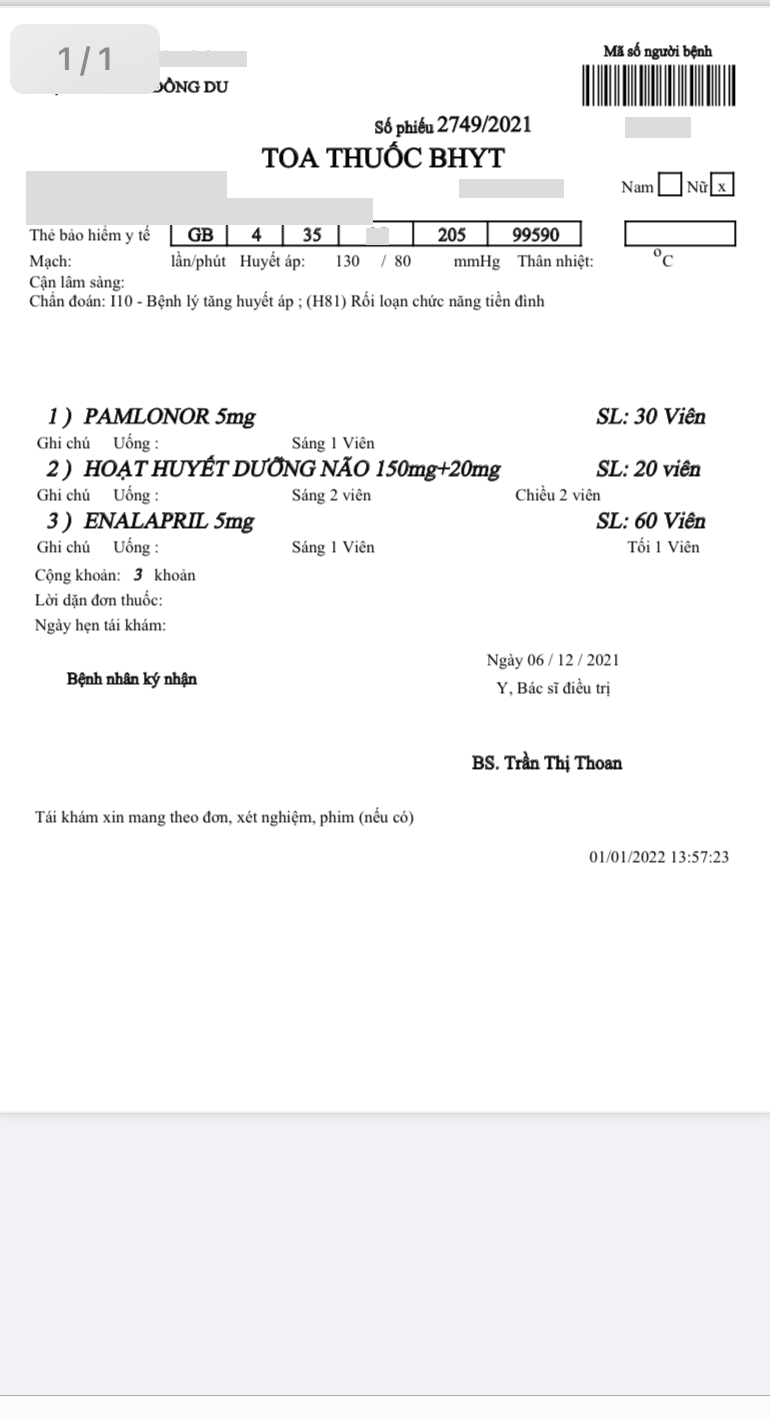 1/1
Mã số người bệnh
ĐÔNG DU
Số phiếu 2749/2021
TOA THUỐC BHYT
Nam Nữ x
Thẻ bảo hiểm y tế GB 4 35 205 99590
Mạch: lần/phút Huyết áp: 130 / 80 mmHg Thân nhiệt: °C
Cận lâm sàng:
Chẩn đoán: I10 - Bệnh lý tăng huyết áp ; (H81) Rối loạn chức năng tiền đình
1 ) PAMLONOR 5mg SL: 30 Viên
Ghi chú Uống : Sáng 1 Viên
2 ) HOẠT HUYẾT DƯỠNG NÃO 150mg+20mg SL: 20 viên
Ghi chú Uống : Sáng 2 viên Chiều 2 viên
3 ) ENALAPRIL 5mg SL: 60 Viên
Ghi chú Uống : Sáng 1 Viên Tối 1 Viên
Cộng khoản: 3 khoản
Lời dặn đơn thuốc:
Ngày hẹn tái khám:
Ngày 06 / 12 / 2021
Bệnh nhân ký nhận
Y, Bác sĩ điều trị
BS. Trần Thị Thoan
Tái khám xin mang theo đơn, xét nghiệm, phim (nếu có)
01/01/2022 13:57:23